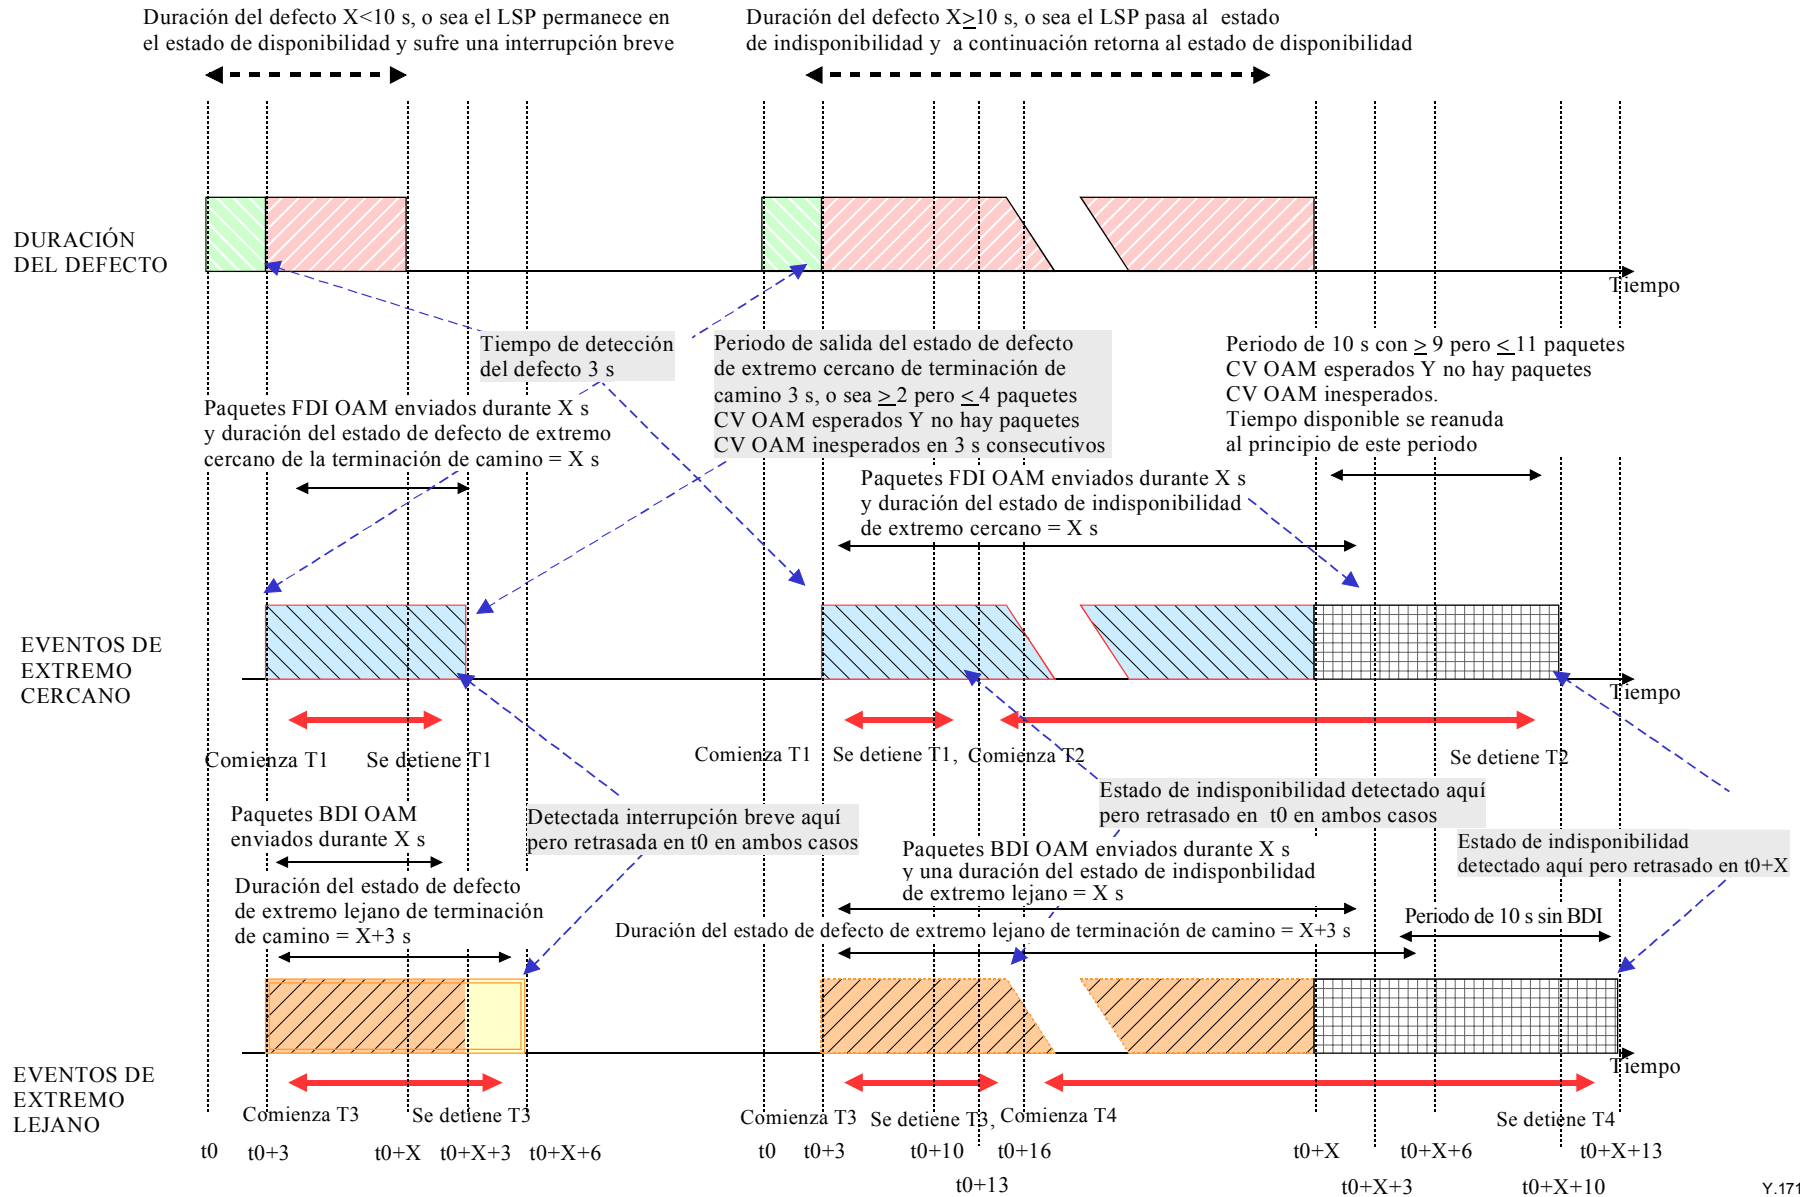 Duración del defecto X<10 s, o sea el LSP permanece en
el estado de disponibilidad y sufre una interrupción breve
Duración del defecto X≥10 s, o sea el LSP pasa al estado
de indisponibilidad y a continuación retorna al estado de disponibilidad
DURACIÓN
DEL DEFECTO
Tiempo
Tiempo de detección
del defecto 3 s
Periodo de salida del estado de defecto
de extremo cercano de terminación de
camino 3 s, o sea ≥ 2 pero ≤ 4 paquetes
CV OAM esperados Y no hay paquetes
CV OAM inesperados en 3 s consecutivos
Periodo de 10 s con ≥ 9 pero ≤ 11 paquetes
CV OAM esperados Y no hay paquetes
CV OAM inesperados.
Tiempo disponible se reanuda
al principio de este periodo
Paquetes FDI OAM enviados durante X s
y duración del estado de defecto de extremo
cercano de la terminación de camino = X s
Paquetes FDI OAM enviados durante X s
y duración del estado de indisponibilidad
de extremo cercano = X s
EVENTOS DE
EXTREMO
CERCANO
Tiempo
Comienza T1
Se detiene T1
Comienza T1
Se detiene T1,
Comienza T2
Se detiene T2
Paquetes BDI OAM
enviados durante X s
Detectada interrupción breve aquí
pero retrasada en t0 en ambos casos
Estado de indisponibilidad detectado aquí
pero retrasado en t0 en ambos casos
Estado de indisponibilidad
detectado aquí pero retrasado en t0+X
Paquetes BDI OAM enviados durante X s
y una duración del estado de indisponbilidad
de extremo lejano = X s
Duración del estado de defecto
de extremo lejano de terminación
de camino = X+3 s
Duración del estado de defecto de extremo lejano de terminación de camino = X+3 s
Periodo de 10 s sin BDI
EVENTOS DE
EXTREMO
LEJANO
Tiempo
Comienza T3
Se detiene T3
Comienza T3
Se detiene T3,
Comienza T4
Se detiene T4
t0
t0+3
t0+X
t0+X+3
t0+X+6
t0
t0+3
t0+10
t0+16
t0+X
t0+X+6
t0+X+13
t0+13
t0+X+3
t0+X+10
Y.171